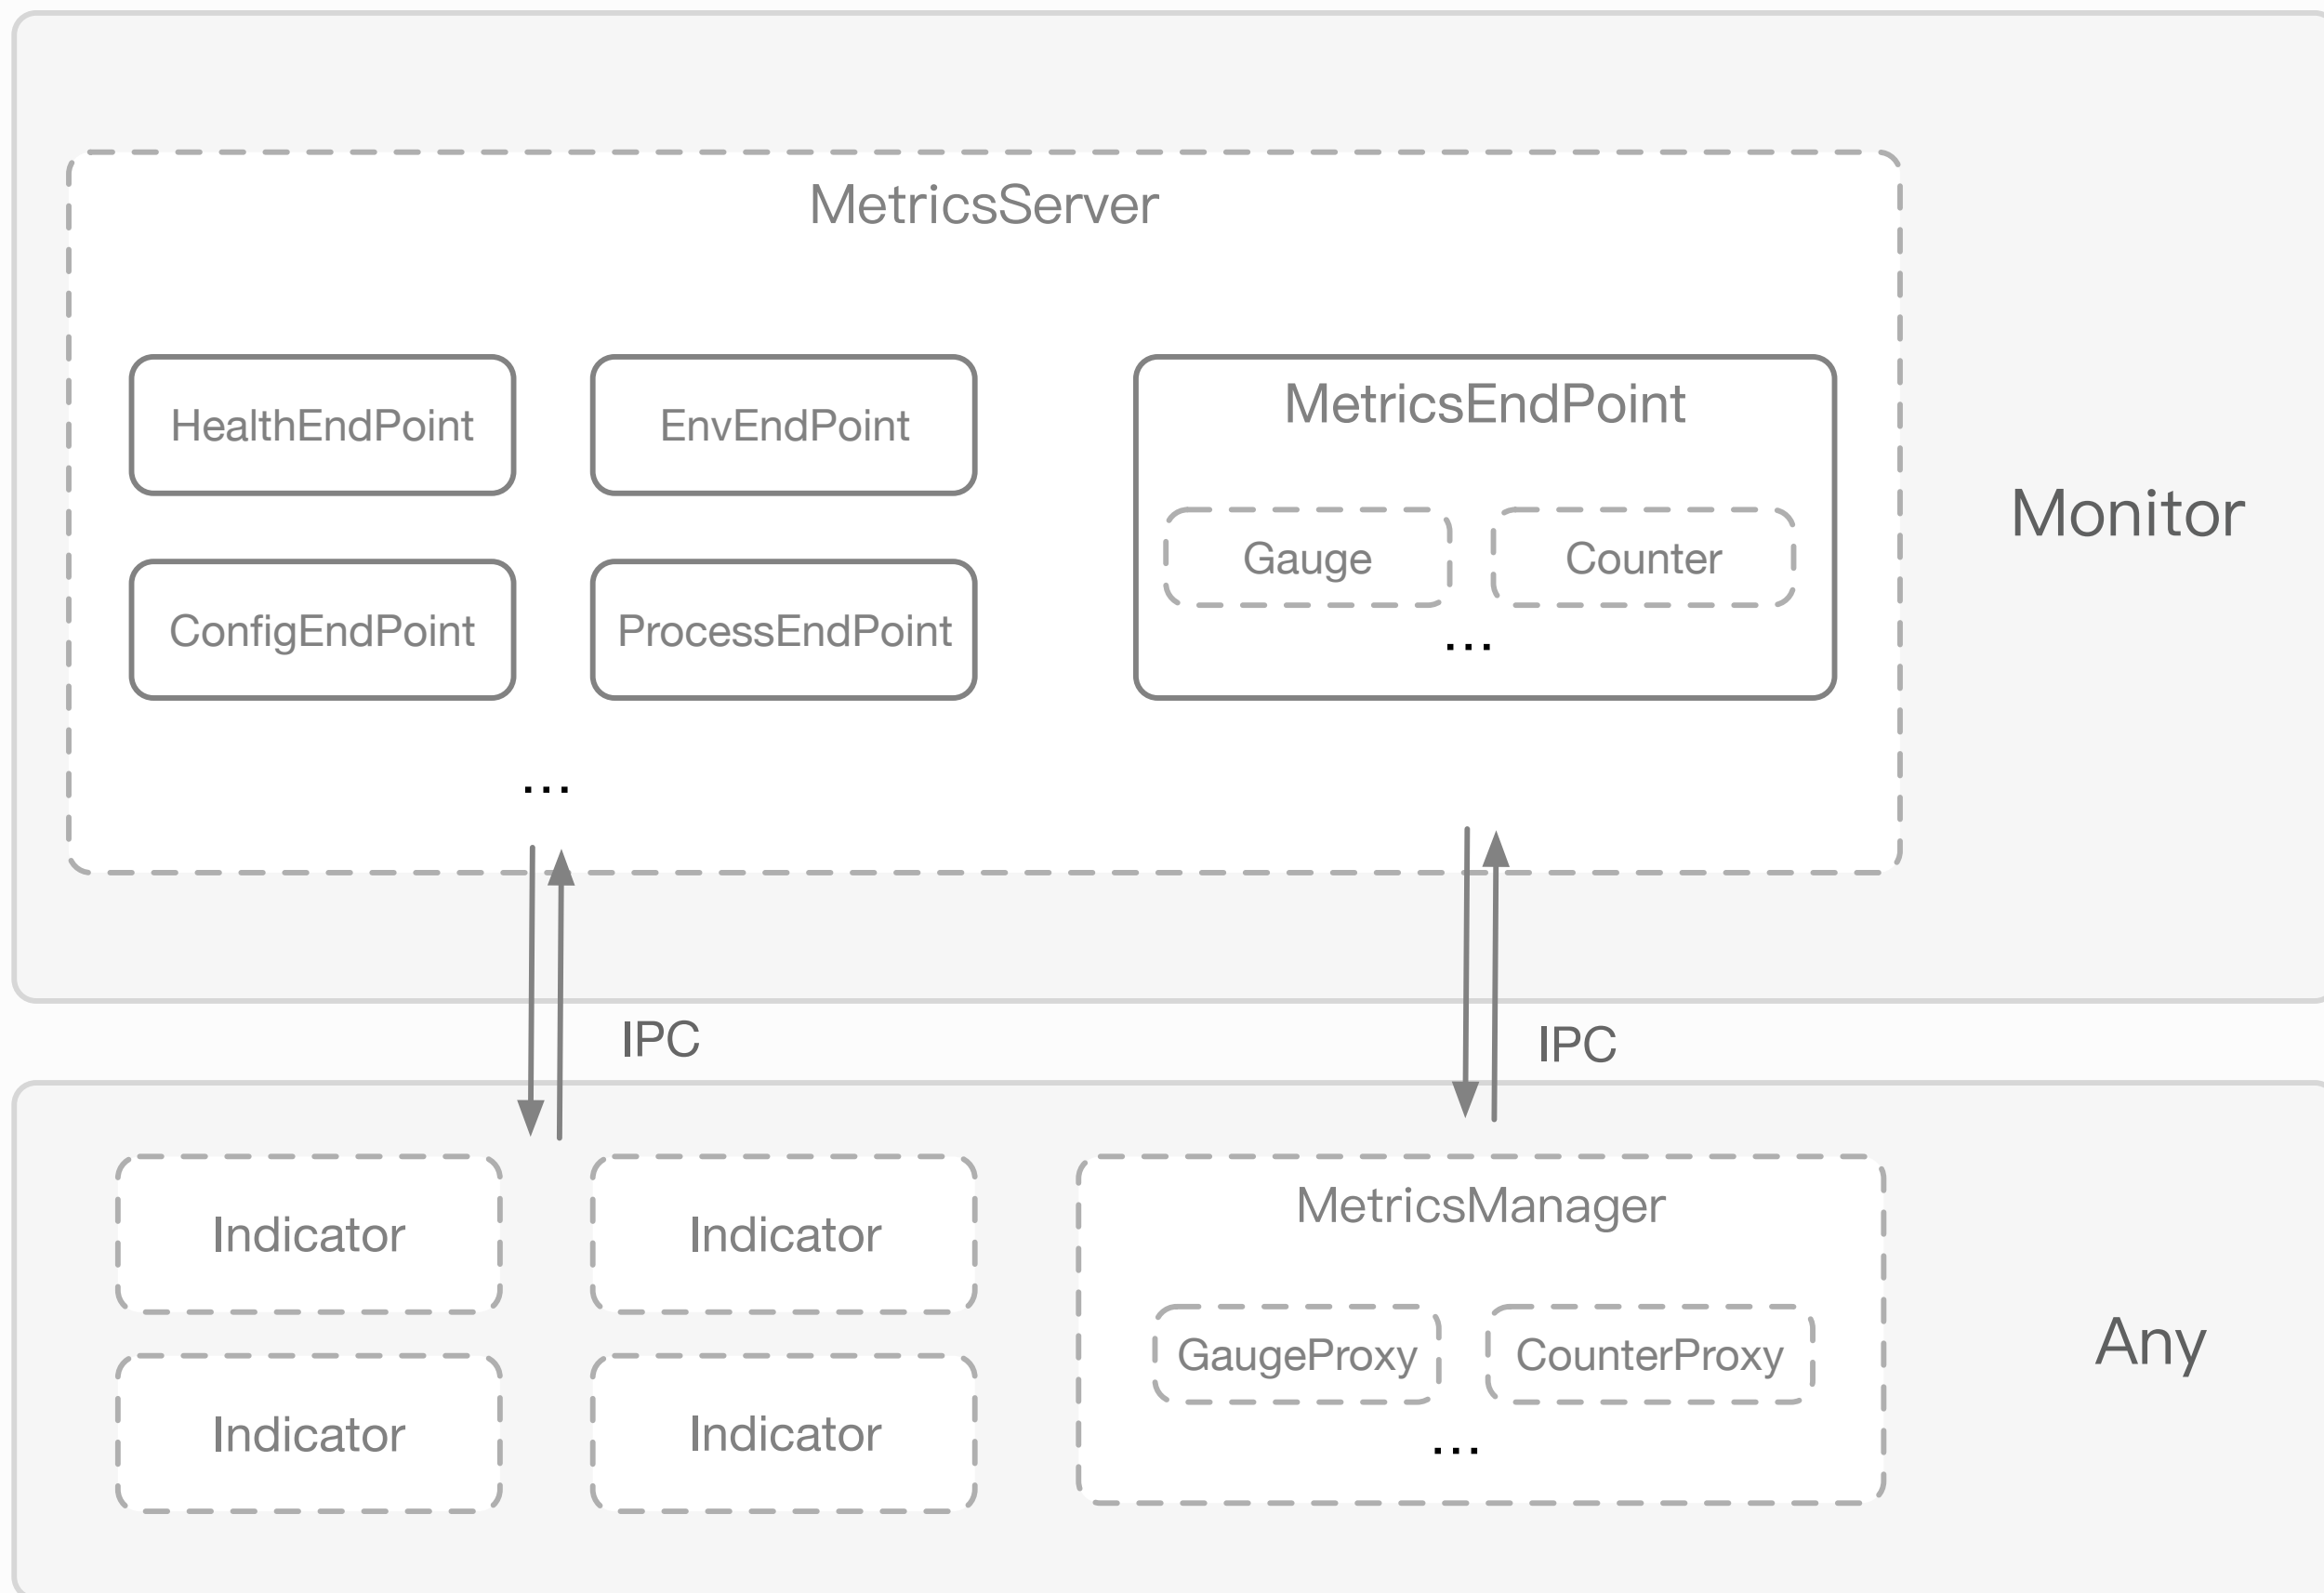 MetricsServer
HealthEndPoint
EnvEndPoint
MetricsEndPoint
Monitor
Gauge
Counter
ConfigEndPoint
ProcessEndPoint
...
...
IPC
IPC
MetricsManager
Indicator
Indicator
GaugeProxy
CounterProxy
Any
Indicator
Indicator
...